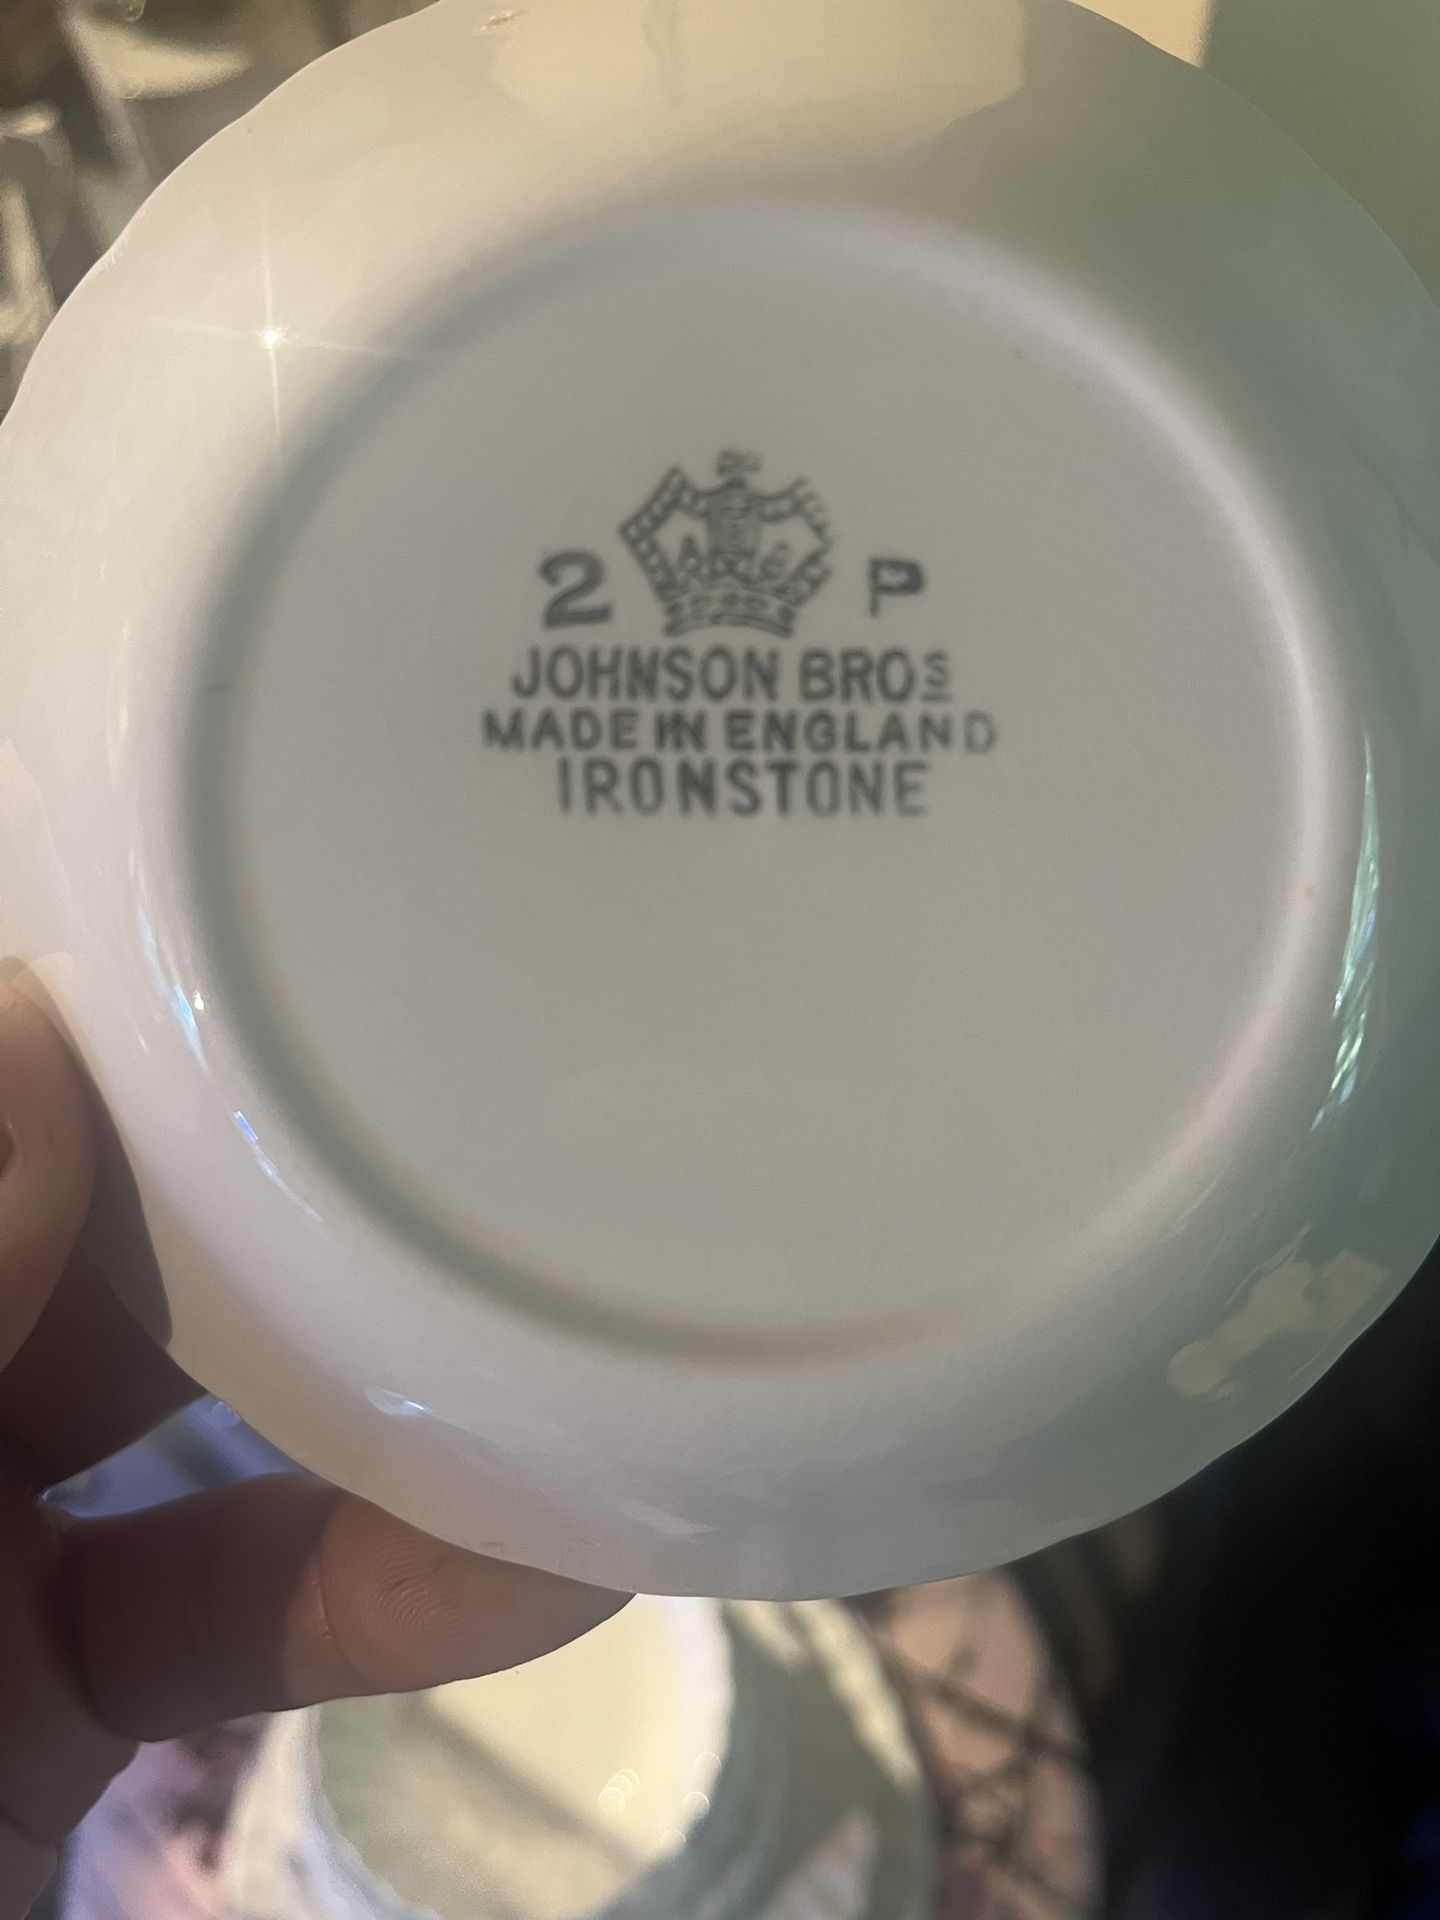 2 P
JOHNSON BROS
MADE IN ENGLAND
IRONSTONE